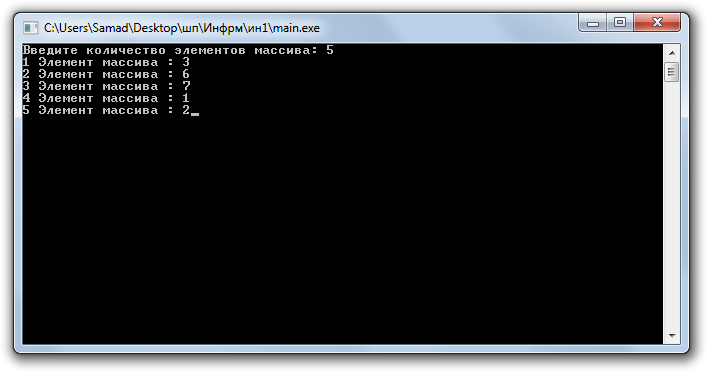 C:\Users\Samad\Desktop\шп\Инфрм\ин1\main.exe
Введите количество элементов массива: 5
1 Элемент массива : 3
2 Элемент массива : 6
3 Элемент массива : 7
4 Элемент массива : 1
5 Элемент массива : 2_